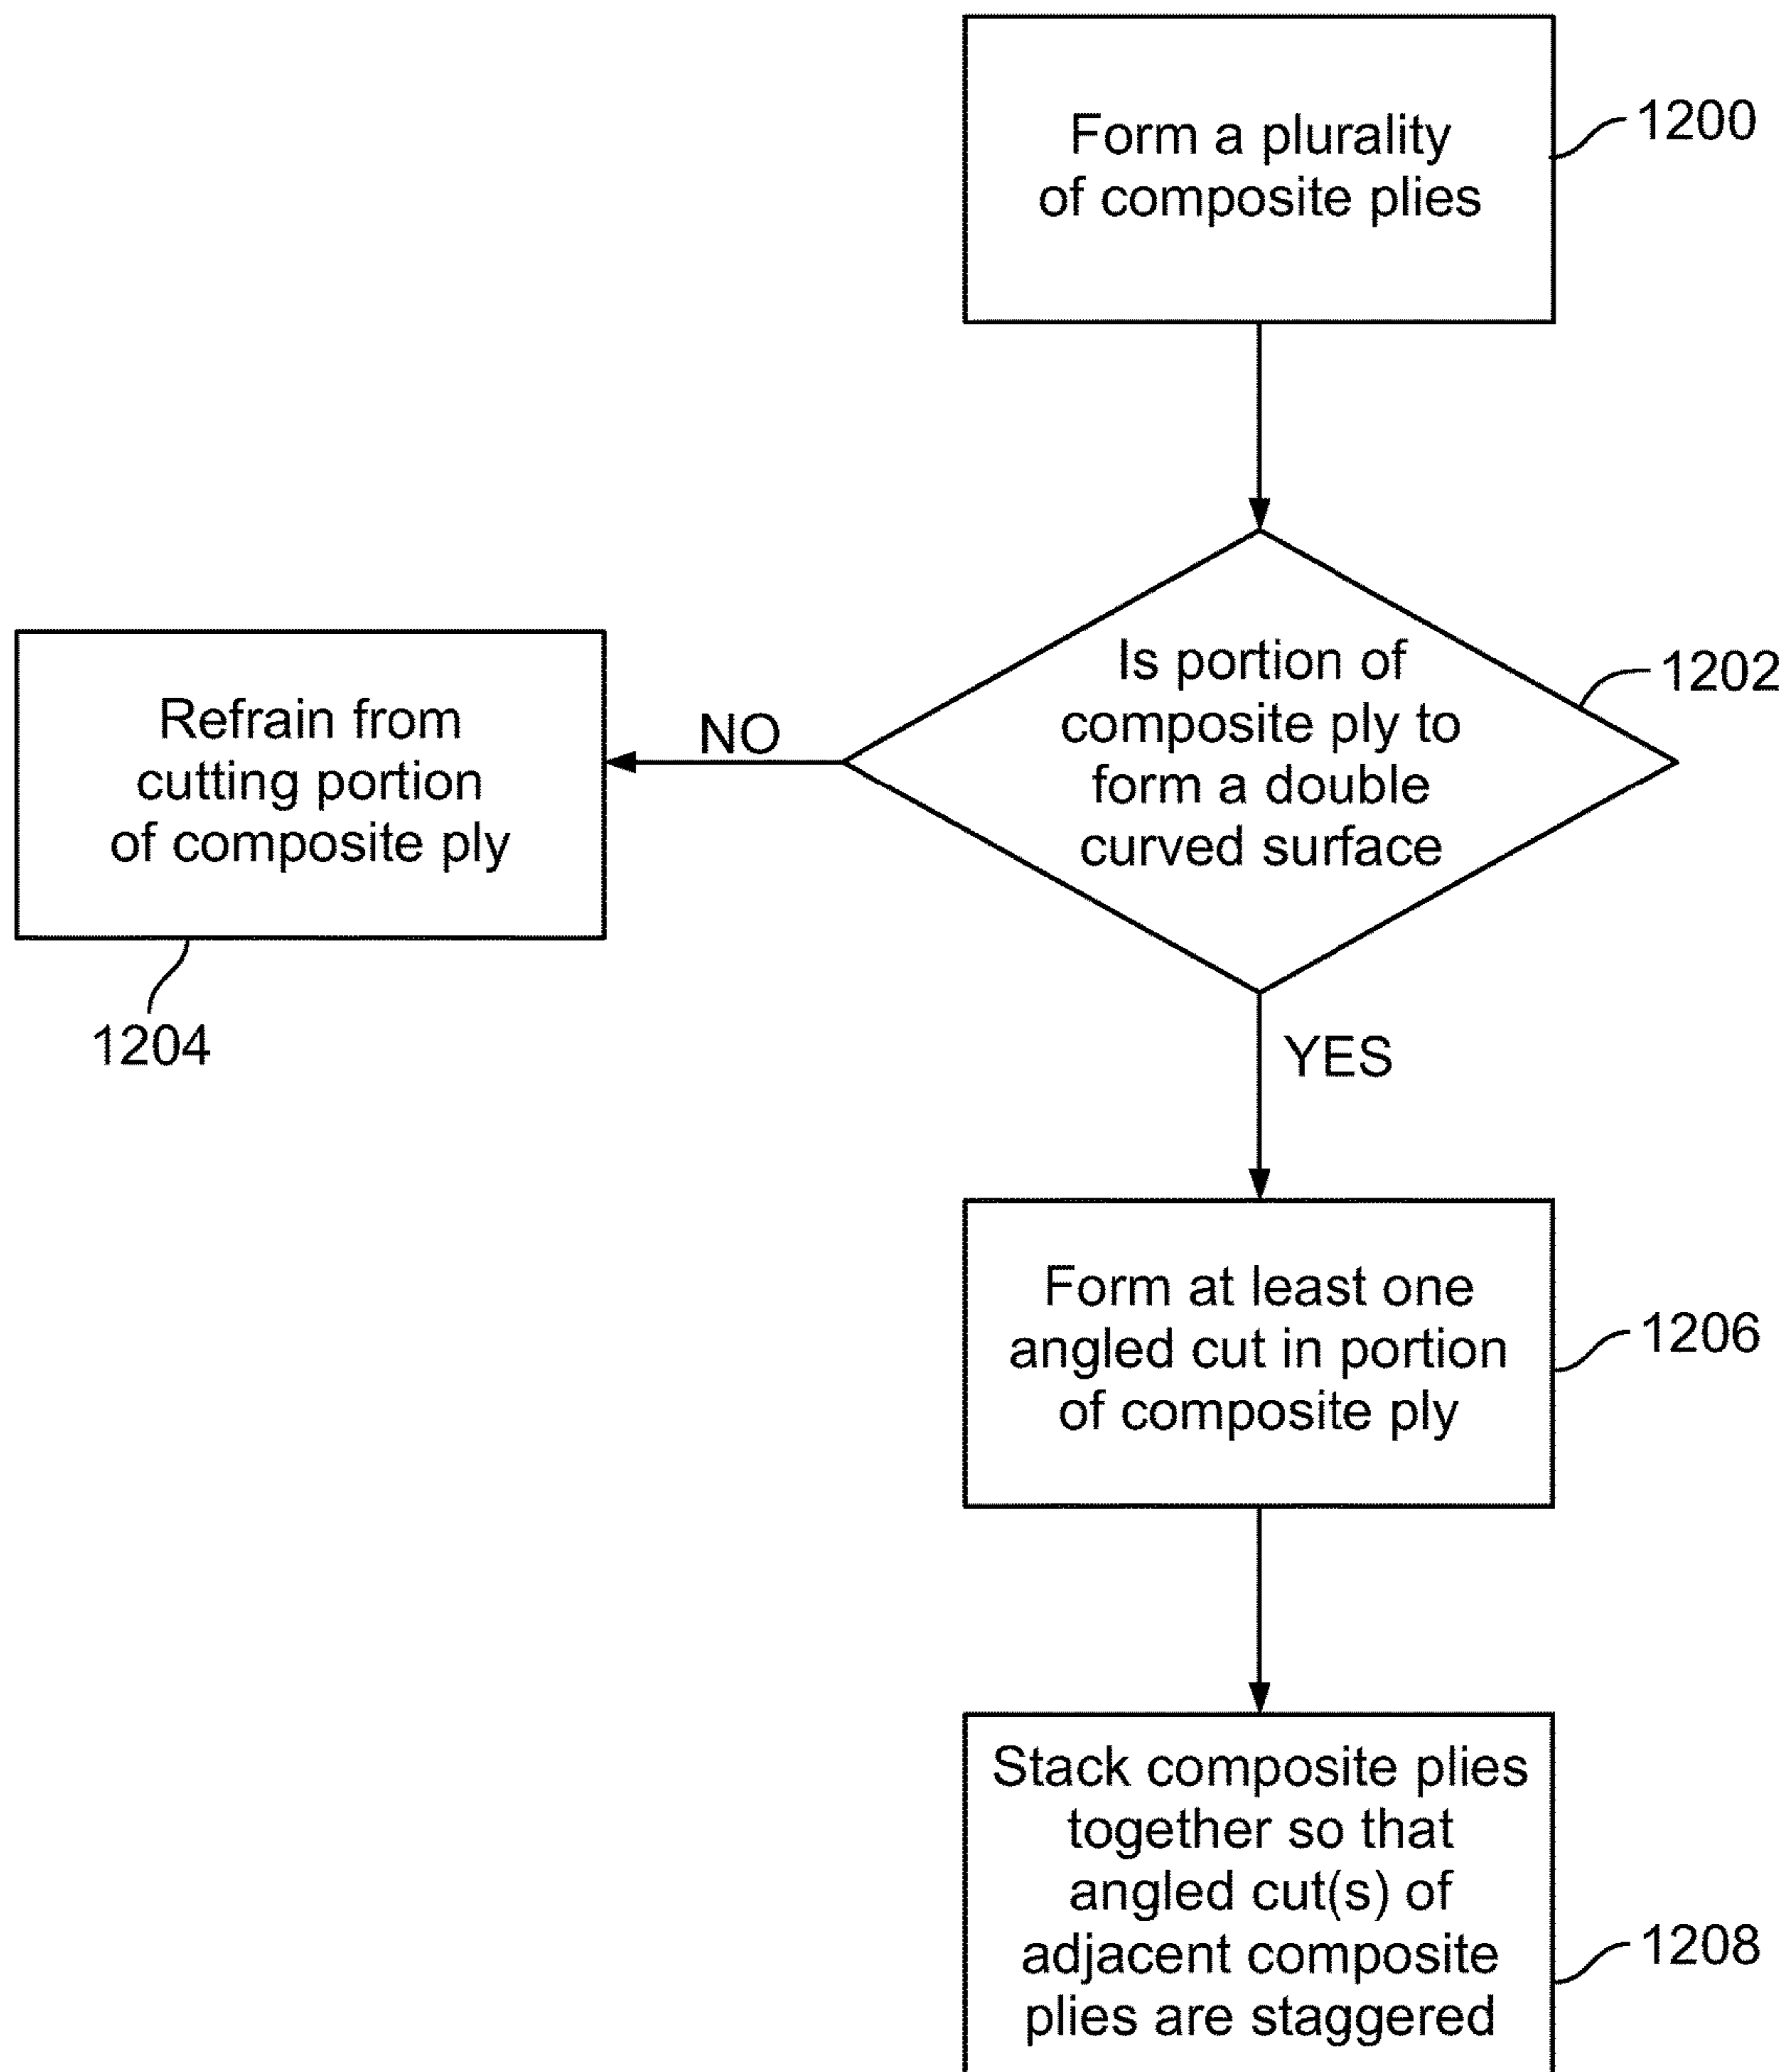 Form a plurality
of composite plies
1200
Is portion of
composite ply to
form a double
curved surface
1202
NO
Refrain from
cutting portion
of composite ply
1204
YES
Form at least one
angled cut in portion
of composite ply
1206
Stack composite plies
together so that
angled cut(s) of
adjacent composite
plies are staggered
1208